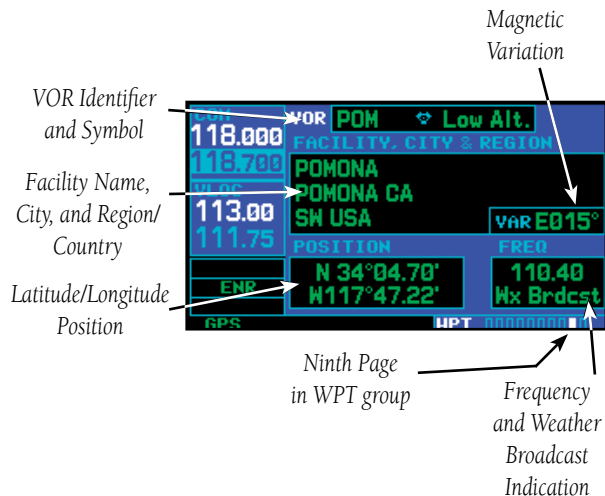 Magnetic
Variation
VOR Identifier
and Symbol
Facility Name,
City, and Region/
Country
Latitude/Longitude
Position
COM
118.000
118.700
VLOC
113.00
111.75
ENR
GPS
VOR POM Low Alt.
FACILITY, CITY & REGION
POMONA
POMONA CA
SW USA
VAR E015°
POSITION
FREQ
N 34°04.70'
W117°47.22'
110.40
Wx Brdcst
WPT
Ninth Page
in WPT group
Frequency
and Weather
Broadcast
Indication